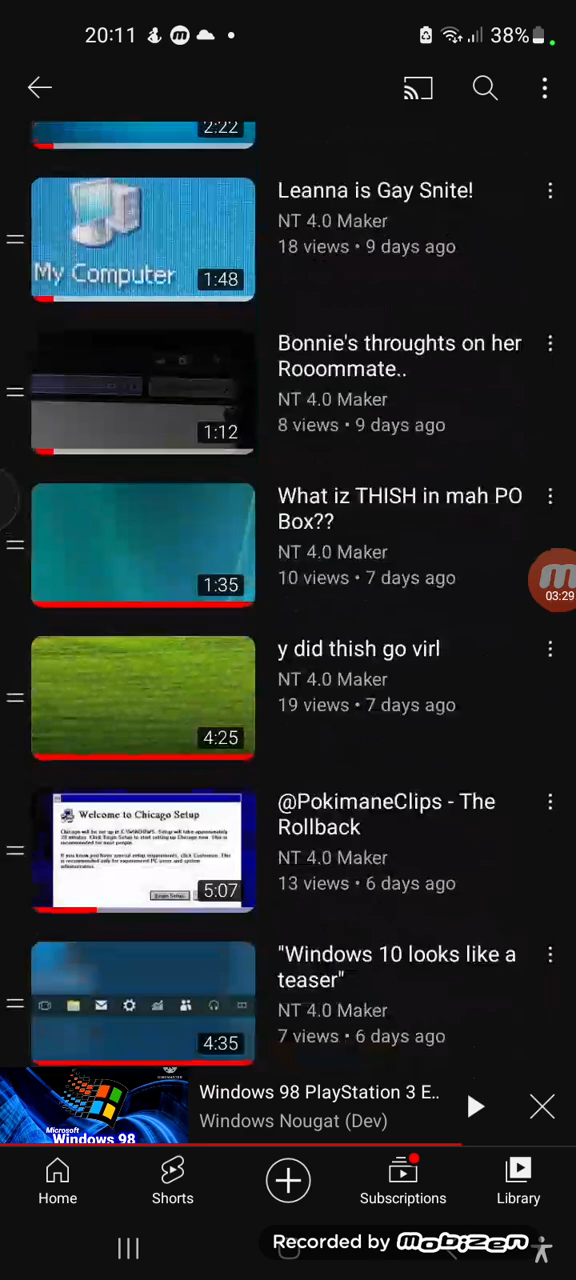 20:11
38%
2:22
Leanna is Gay Snite!
NT 4.0 Maker
18 views • 9 days ago
My Computer
1:48
Bonnie's throughts on her
Rooommate..
NT 4.0 Maker
8 views • 9 days ago
1:12
What iz THISH in mah PO
Box??
NT 4.0 Maker
10 views • 7 days ago
1:35
03:29
y did thish go virl
NT 4.0 Maker
19 views • 7 days ago
4:25
@PokimaneClips - The
Rollback
NT 4.0 Maker
13 views • 6 days ago
Welcome to Chicago Setup
5:07
"Windows 10 looks like a
teaser"
NT 4.0 Maker
7 views • 6 days ago
4:35
Windows 98 PlayStation 3 E..
Windows Nougat (Dev)
Microsoft
Windows 98
Home
Shorts
Subscriptions
Library
Recorded by mobizen